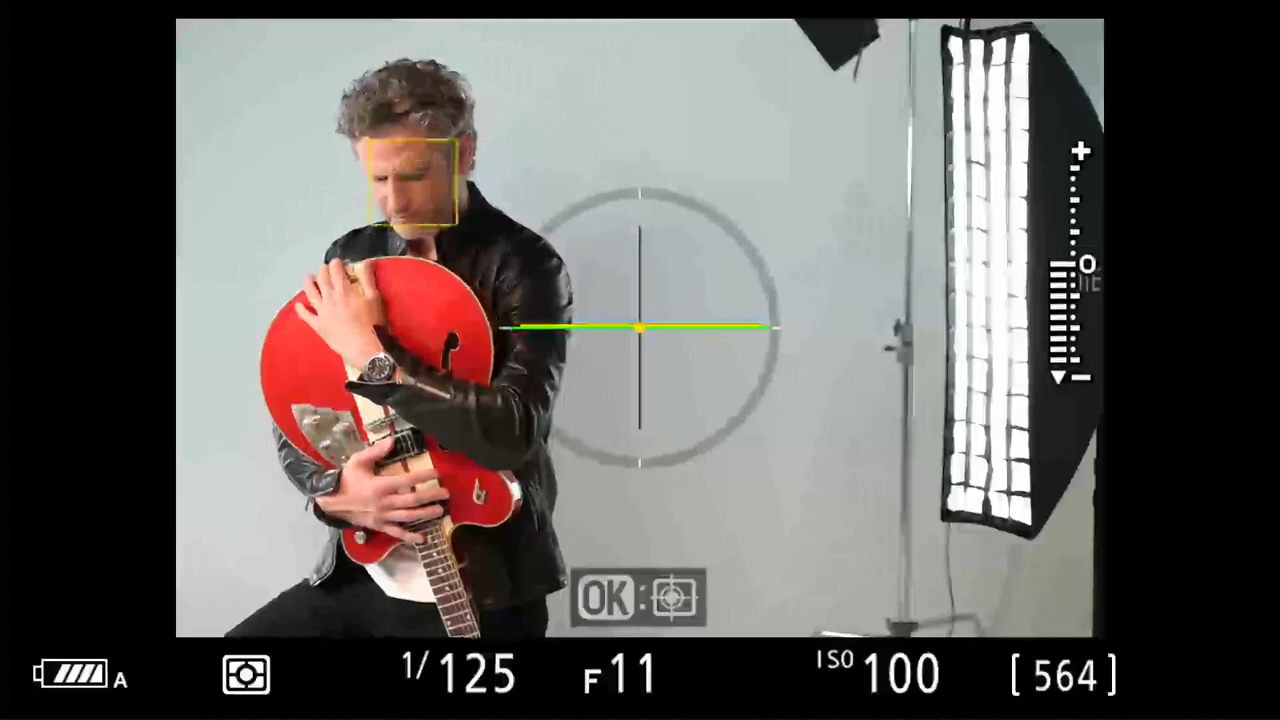 +
O
–
OK :
A
1/125
F11
ISO 100
[ 564 ]